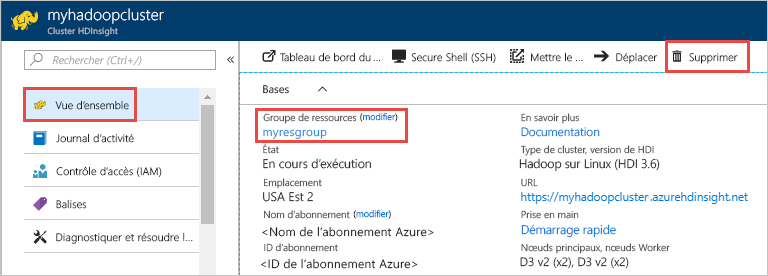 myhadoopcluster
Cluster HDInsight
Rechercher (Ctrl+/)
«
Vue d'ensemble
Journal d'activité
Contrôle d'accès (IAM)
Balises
Diagnostiquer et résoudre l...
Tableau de bord du ...
Secure Shell (SSH)
Mettre le ...
Déplacer
Supprimer
Bases
Groupe de ressources (modifier)
myresgroup
État
En cours d'exécution
Emplacement
USA Est 2
Nom d'abonnement (modifier)
<Nom de l'abonnement Azure>
ID d'abonnement
<ID de l'abonnement Azure>
En savoir plus
Documentation
Type de cluster, version de HDI
Hadoop sur Linux (HDI 3.6)
URL
https://myhadoopcluster.azurehdinsight.net
Prise en main
Démarrage rapide
Nœuds principaux, nœuds Worker
D3 v2 (x2), D3 v2 (x2)